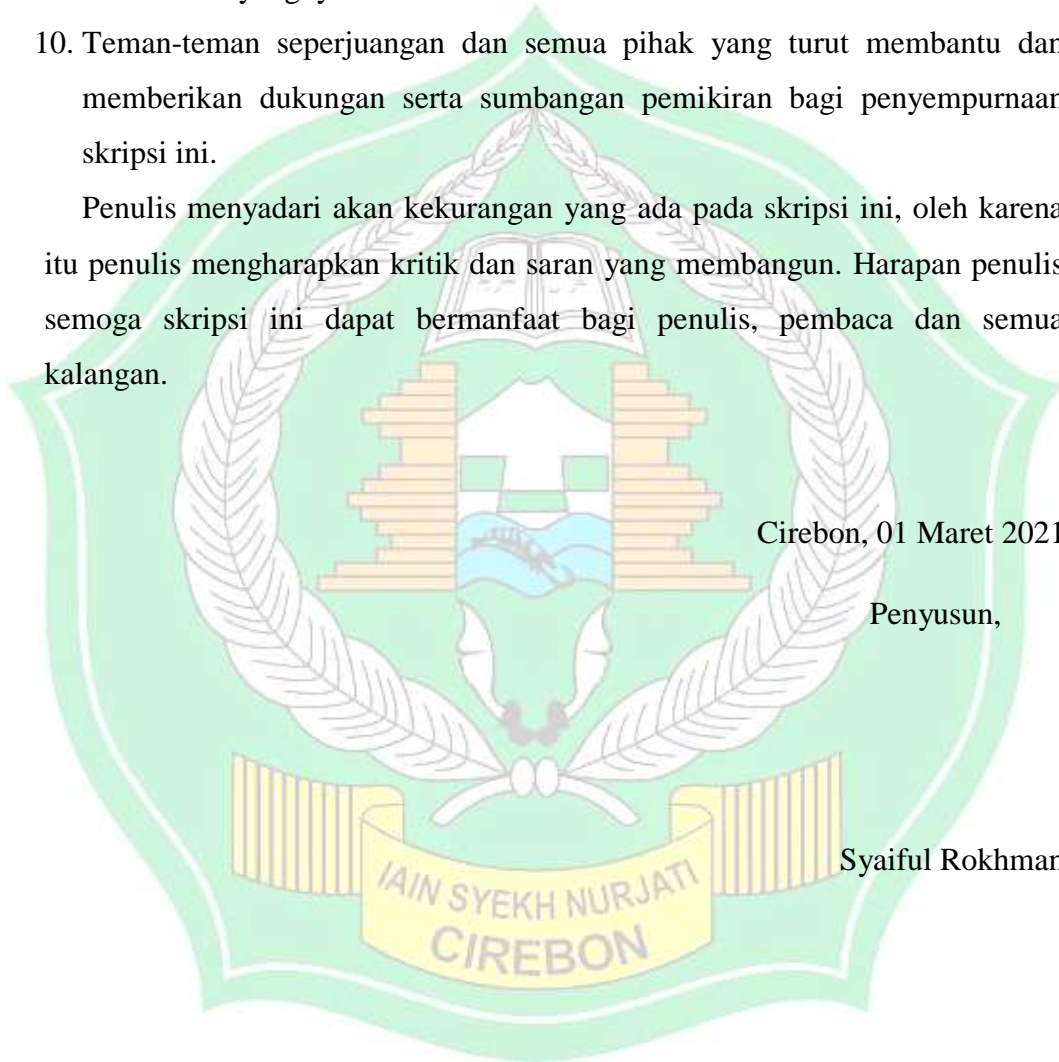 10. Teman-teman seperjuangan dan semua pihak yang turut membantu dan
memberikan dukungan serta sumbangan pemikiran bagi penyempurnaan
skripsi ini.
Penulis menyadari akan kekurangan yang ada pada skripsi ini, oleh karena
itu penulis mengharapkan kritik dan saran yang membangun. Harapan penulis
semoga skripsi ini dapat bermanfaat bagi penulis, pembaca dan semua
kalangan.
Cirebon, 01 Maret 2021
Penyusun,
Syaiful Rokhman
IAIN SYEKH NURJATI
CIREBON